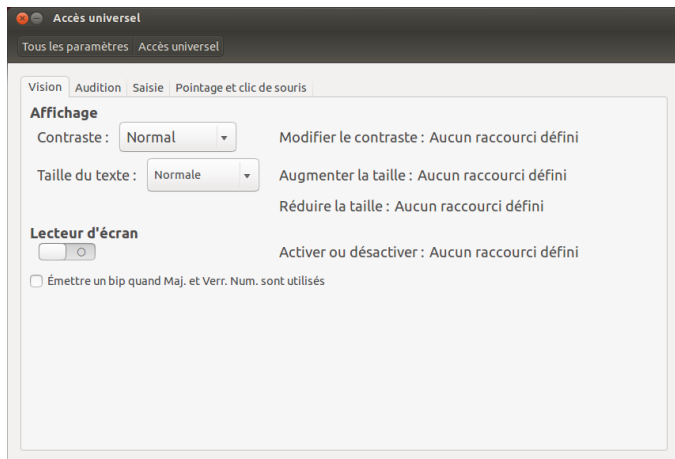 Accès universel
Tous les paramètres Accès universel
Vision Audition Saisie Pointage et clic de souris
Affichage
Contraste : Normal Modifier le contraste : Aucun raccourci défini
Taille du texte : Normale Augmenter la taille : Aucun raccourci défini
Réduire la taille : Aucun raccourci défini
Lecteur d'écran
Activer ou désactiver : Aucun raccourci défini
Émettre un bip quand Maj. et Verr. Num. sont utilisés